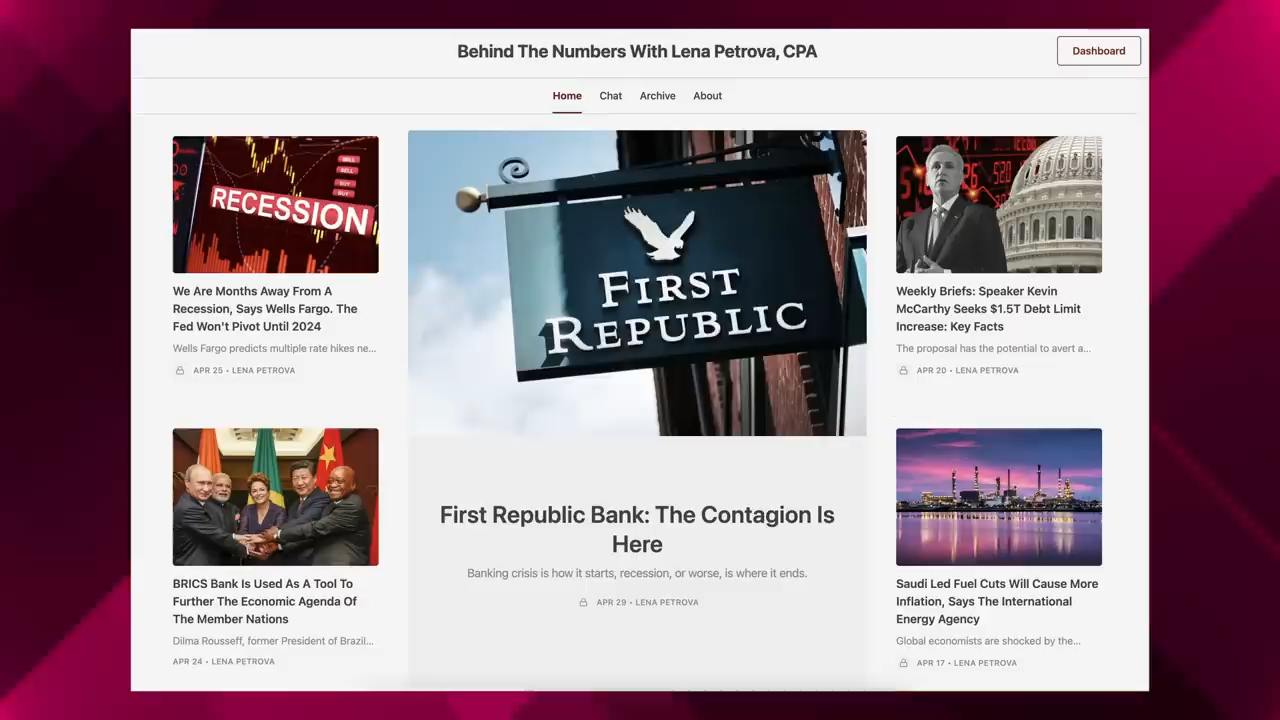 Behind The Numbers With Lena Petrova, CPA
Dashboard
Home
Chat
Archive
About
SELL
SELL
BUY
BUY
RECESSION
We Are Months Away From A
Recession, Says Wells Fargo. The
Fed Won't Pivot Until 2024
Wells Fargo predicts multiple rate hikes ne...
APR 25 • LENA PETROVA
BRICS Bank Is Used As A Tool To
Further The Economic Agenda Of
The Member Nations
Dilma Rousseff, former President of Brazil...
APR 24 • LENA PETROVA
FIRST
REPUBLIC
First Republic Bank: The Contagion Is
Here
Banking crisis is how it starts, recession, or worse, is where it ends.
APR 29 • LENA PETROVA
Weekly Briefs: Speaker Kevin
McCarthy Seeks $1.5T Debt Limit
Increase: Key Facts
The proposal has the potential to avert a...
APR 20 • LENA PETROVA
Saudi Led Fuel Cuts Will Cause More
Inflation, Says The International
Energy Agency
Global economists are shocked by the...
APR 17 • LENA PETROVA